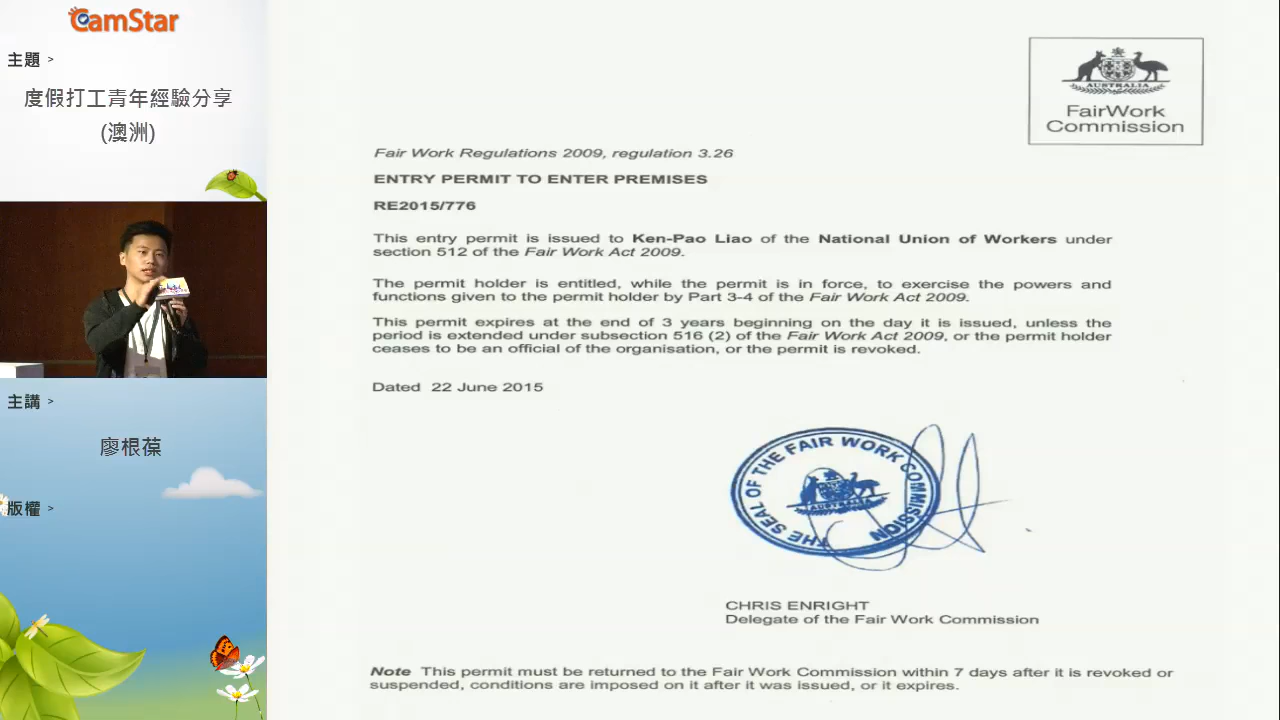 CamStar
主題 >
度假打工青年經驗分享
(澳洲)
主講 >
廖根葆
版權 >
AUSTRALIA
FairWork
Commission
Fair Work Regulations 2009, regulation 3.26
ENTRY PERMIT TO ENTER PREMISES
RE2015/776
This entry permit is issued to Ken-Pao Liao of the National Union of Workers under
section 512 of the Fair Work Act 2009.
The permit holder is entitled, while the permit is in force, to exercise the powers and
functions given to the permit holder by Part 3-4 of the Fair Work Act 2009.
This permit expires at the end of 3 years beginning on the day it is issued, unless the
period is extended under subsection 516 (2) of the Fair Work Act 2009, or the permit holder
ceases to be an official of the organisation, or the permit is revoked.
Dated 22 June 2015
THE SEAL OF THE FAIR WORK COMMISSION
AUSTRALIA
CHRIS ENRIGHT
Delegate of the Fair Work Commission
Note This permit must be returned to the Fair Work Commission within 7 days after it is revoked or
suspended, conditions are imposed on it after it was issued, or it expires.